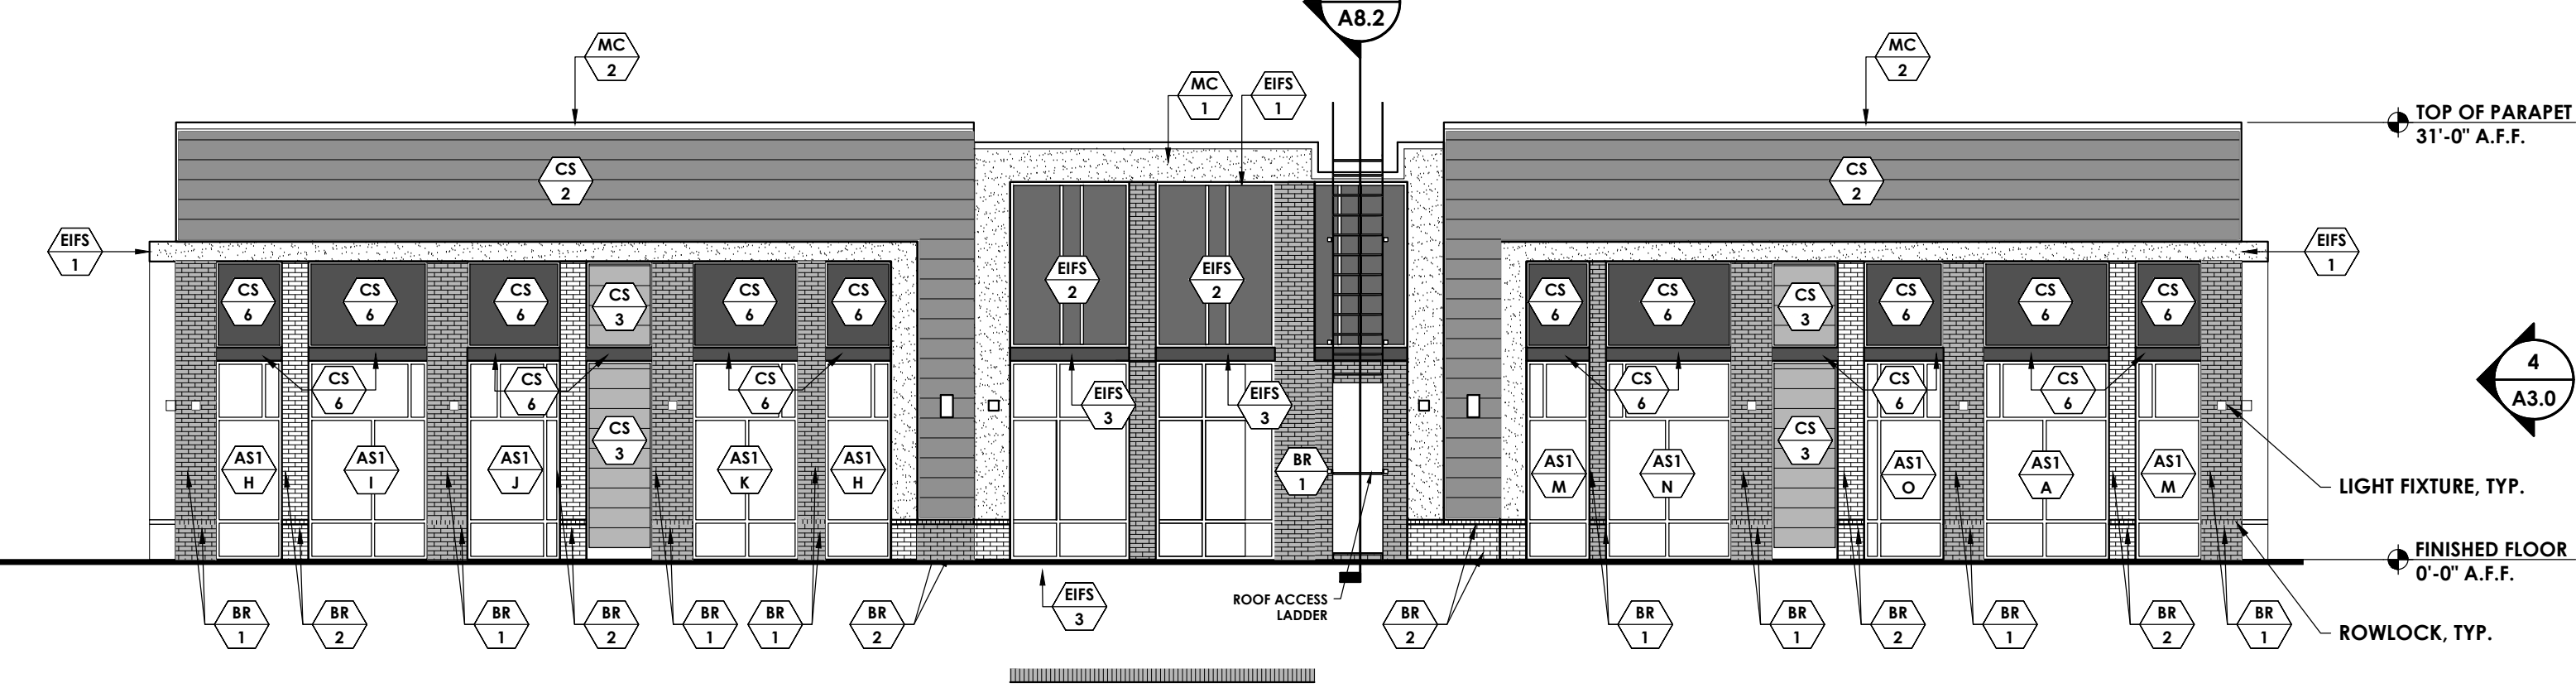 A8.2
MC
2
MC
2
MC
1
EIFS
1
TOP OF PARAPET
31'-0" A.F.F.
CS
2
CS
2
EIFS
1
EIFS
1
EIFS
2
EIFS
2
CS
6
CS
6
CS
6
CS
3
CS
6
CS
6
CS
6
CS
6
CS
3
CS
6
CS
6
CS
6
4
A3.0
CS
6
CS
6
CS
6
EIFS
3
EIFS
3
CS
6
CS
6
CS
6
CS
3
CS
3
AS1
H
AS1
I
AS1
J
AS1
K
AS1
H
BR
1
AS1
M
AS1
N
AS1
O
AS1
A
AS1
M
LIGHT FIXTURE, TYP.
FINISHED FLOOR
0'-0" A.F.F.
EIFS
3
ROOF ACCESS
LADDER
BR
1
BR
2
BR
1
BR
2
BR
1
BR
1
BR
2
BR
2
BR
1
BR
1
BR
2
BR
1
BR
2
BR
1
ROWLOCK, TYP.